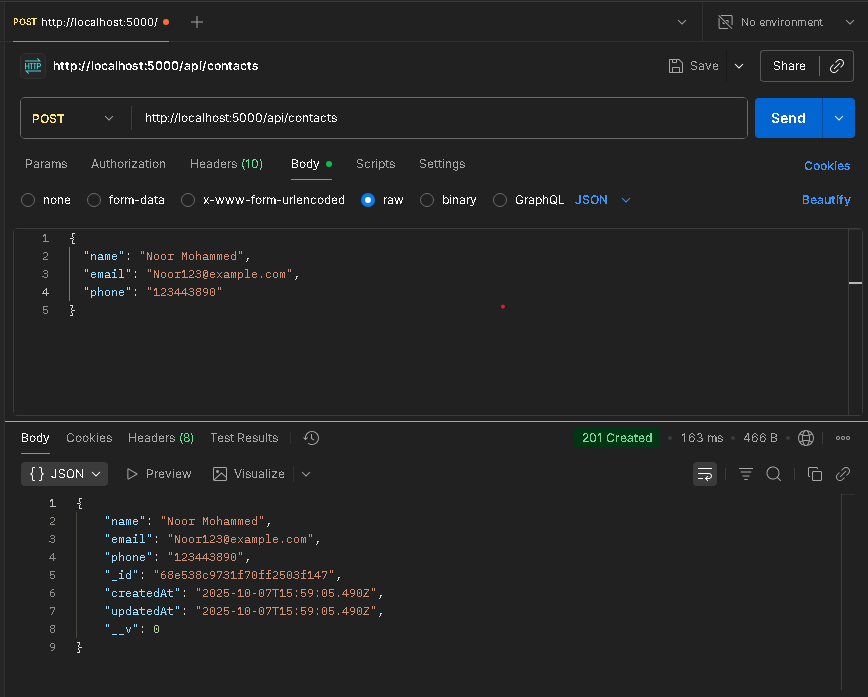 POST http://localhost:5000/
No environment
HTTP http://localhost:5000/api/contacts
Save
Share
POST http://localhost:5000/api/contacts
Send
Params Authorization Headers (10) Body Scripts Settings Cookies
none form-data x-www-form-urlencoded raw binary GraphQL JSON Beautify
1 {
2 "name": "Noor Mohammed",
3 "email": "Noor123@example.com",
4 "phone": "123443890"
5 }
Body Cookies Headers (8) Test Results 201 Created 163 ms 466 B
{} JSON Preview Visualize
1 {
2 "name": "Noor Mohammed",
3 "email": "Noor123@example.com",
4 "phone": "123443890",
5 "_id": "68e538c9731f70ff2503f147",
6 "createdAt": "2025-10-07T15:59:05.490Z",
7 "updatedAt": "2025-10-07T15:59:05.490Z",
8 "__v": 0
9 }